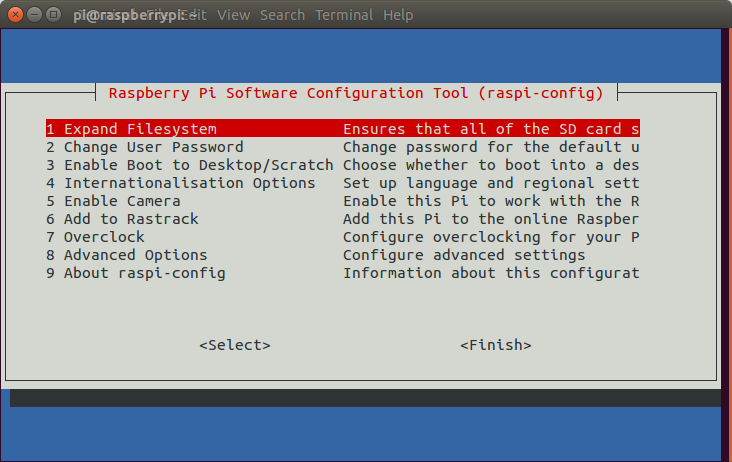 pi@raspberrypi: ~ Edit View Search Terminal Help
Raspberry Pi Software Configuration Tool (raspi-config)
1 Expand Filesystem Ensures that all of the SD card s
2 Change User Password Change password for the default u
3 Enable Boot to Desktop/Scratch Choose whether to boot into a des
4 Internationalisation Options Set up language and regional sett
5 Enable Camera Enable this Pi to work with the R
6 Add to Rastrack Add this Pi to the online Raspber
7 Overclock Configure overclocking for your P
8 Advanced Options Configure advanced settings
9 About raspi-config Information about this configurat
<Select> <Finish>